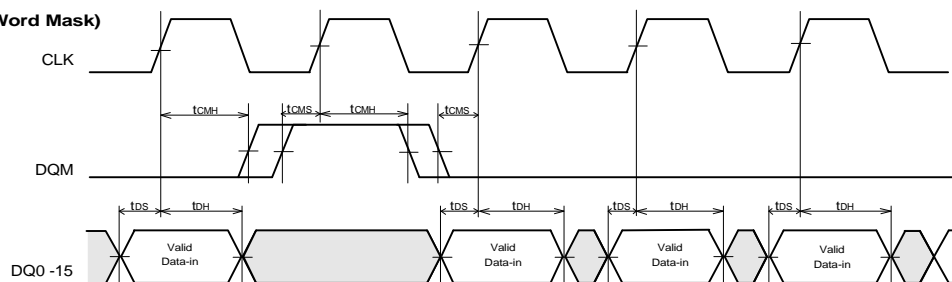 Word Mask)
CLK
tCMH
tCMS
tCMH
tCMS
DQM
tDS
tDH
tDS
tDH
tDS
tDH
tDS
tDH
Valid
Data-in
Valid
Data-in
Valid
Data-in
Valid
Data-in
DQ0 -15